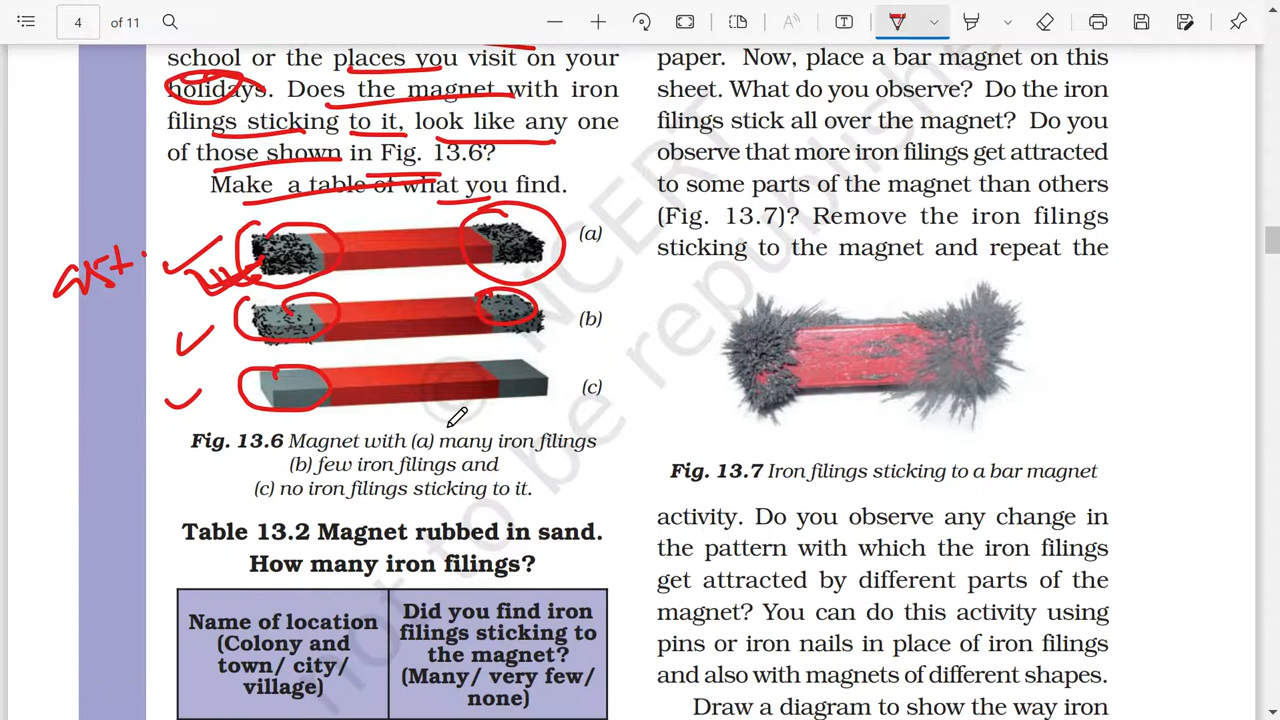 4 of 11
school or the places you visit on your
holidays. Does the magnet with iron
filings sticking to it, look like any one
of those shown in Fig. 13.6?
Make a table of what you find.
(a)
(b)
(c)
Fig. 13.6 Magnet with (a) many iron filings
(b) few iron filings and
(c) no iron filings sticking to it.
Table 13.2 Magnet rubbed in sand.
How many iron filings?
Name of location
(Colony and
town/ city/
village)
Did you find iron
filings sticking to
the magnet?
(Many/ very few/
none)
paper. Now, place a bar magnet on this
sheet. What do you observe? Do the iron
filings stick all over the magnet? Do you
observe that more iron filings get attracted
to some parts of the magnet than others
(Fig. 13.7)? Remove the iron filings
sticking to the magnet and repeat the
Fig. 13.7 Iron filings sticking to a bar magnet
activity. Do you observe any change in
the pattern with which the iron filings
get attracted by different parts of the
magnet? You can do this activity using
pins or iron nails in place of iron filings
and also with magnets of different shapes.
Draw a diagram to show the way iron
© NCERT
not to be republished